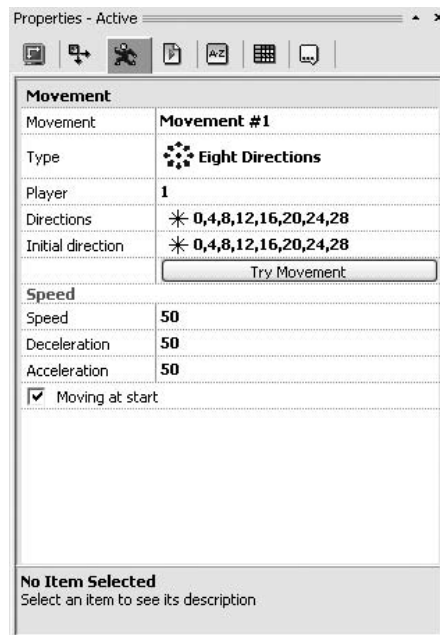 Properties - Active
A-Z
Movement
Movement Movement #1
Type Eight Directions
Player 1
Directions 0,4,8,12,16,20,24,28
Initial direction 0,4,8,12,16,20,24,28
Try Movement
Speed
Speed 50
Deceleration 50
Acceleration 50
Moving at start
No Item Selected
Select an item to see its description